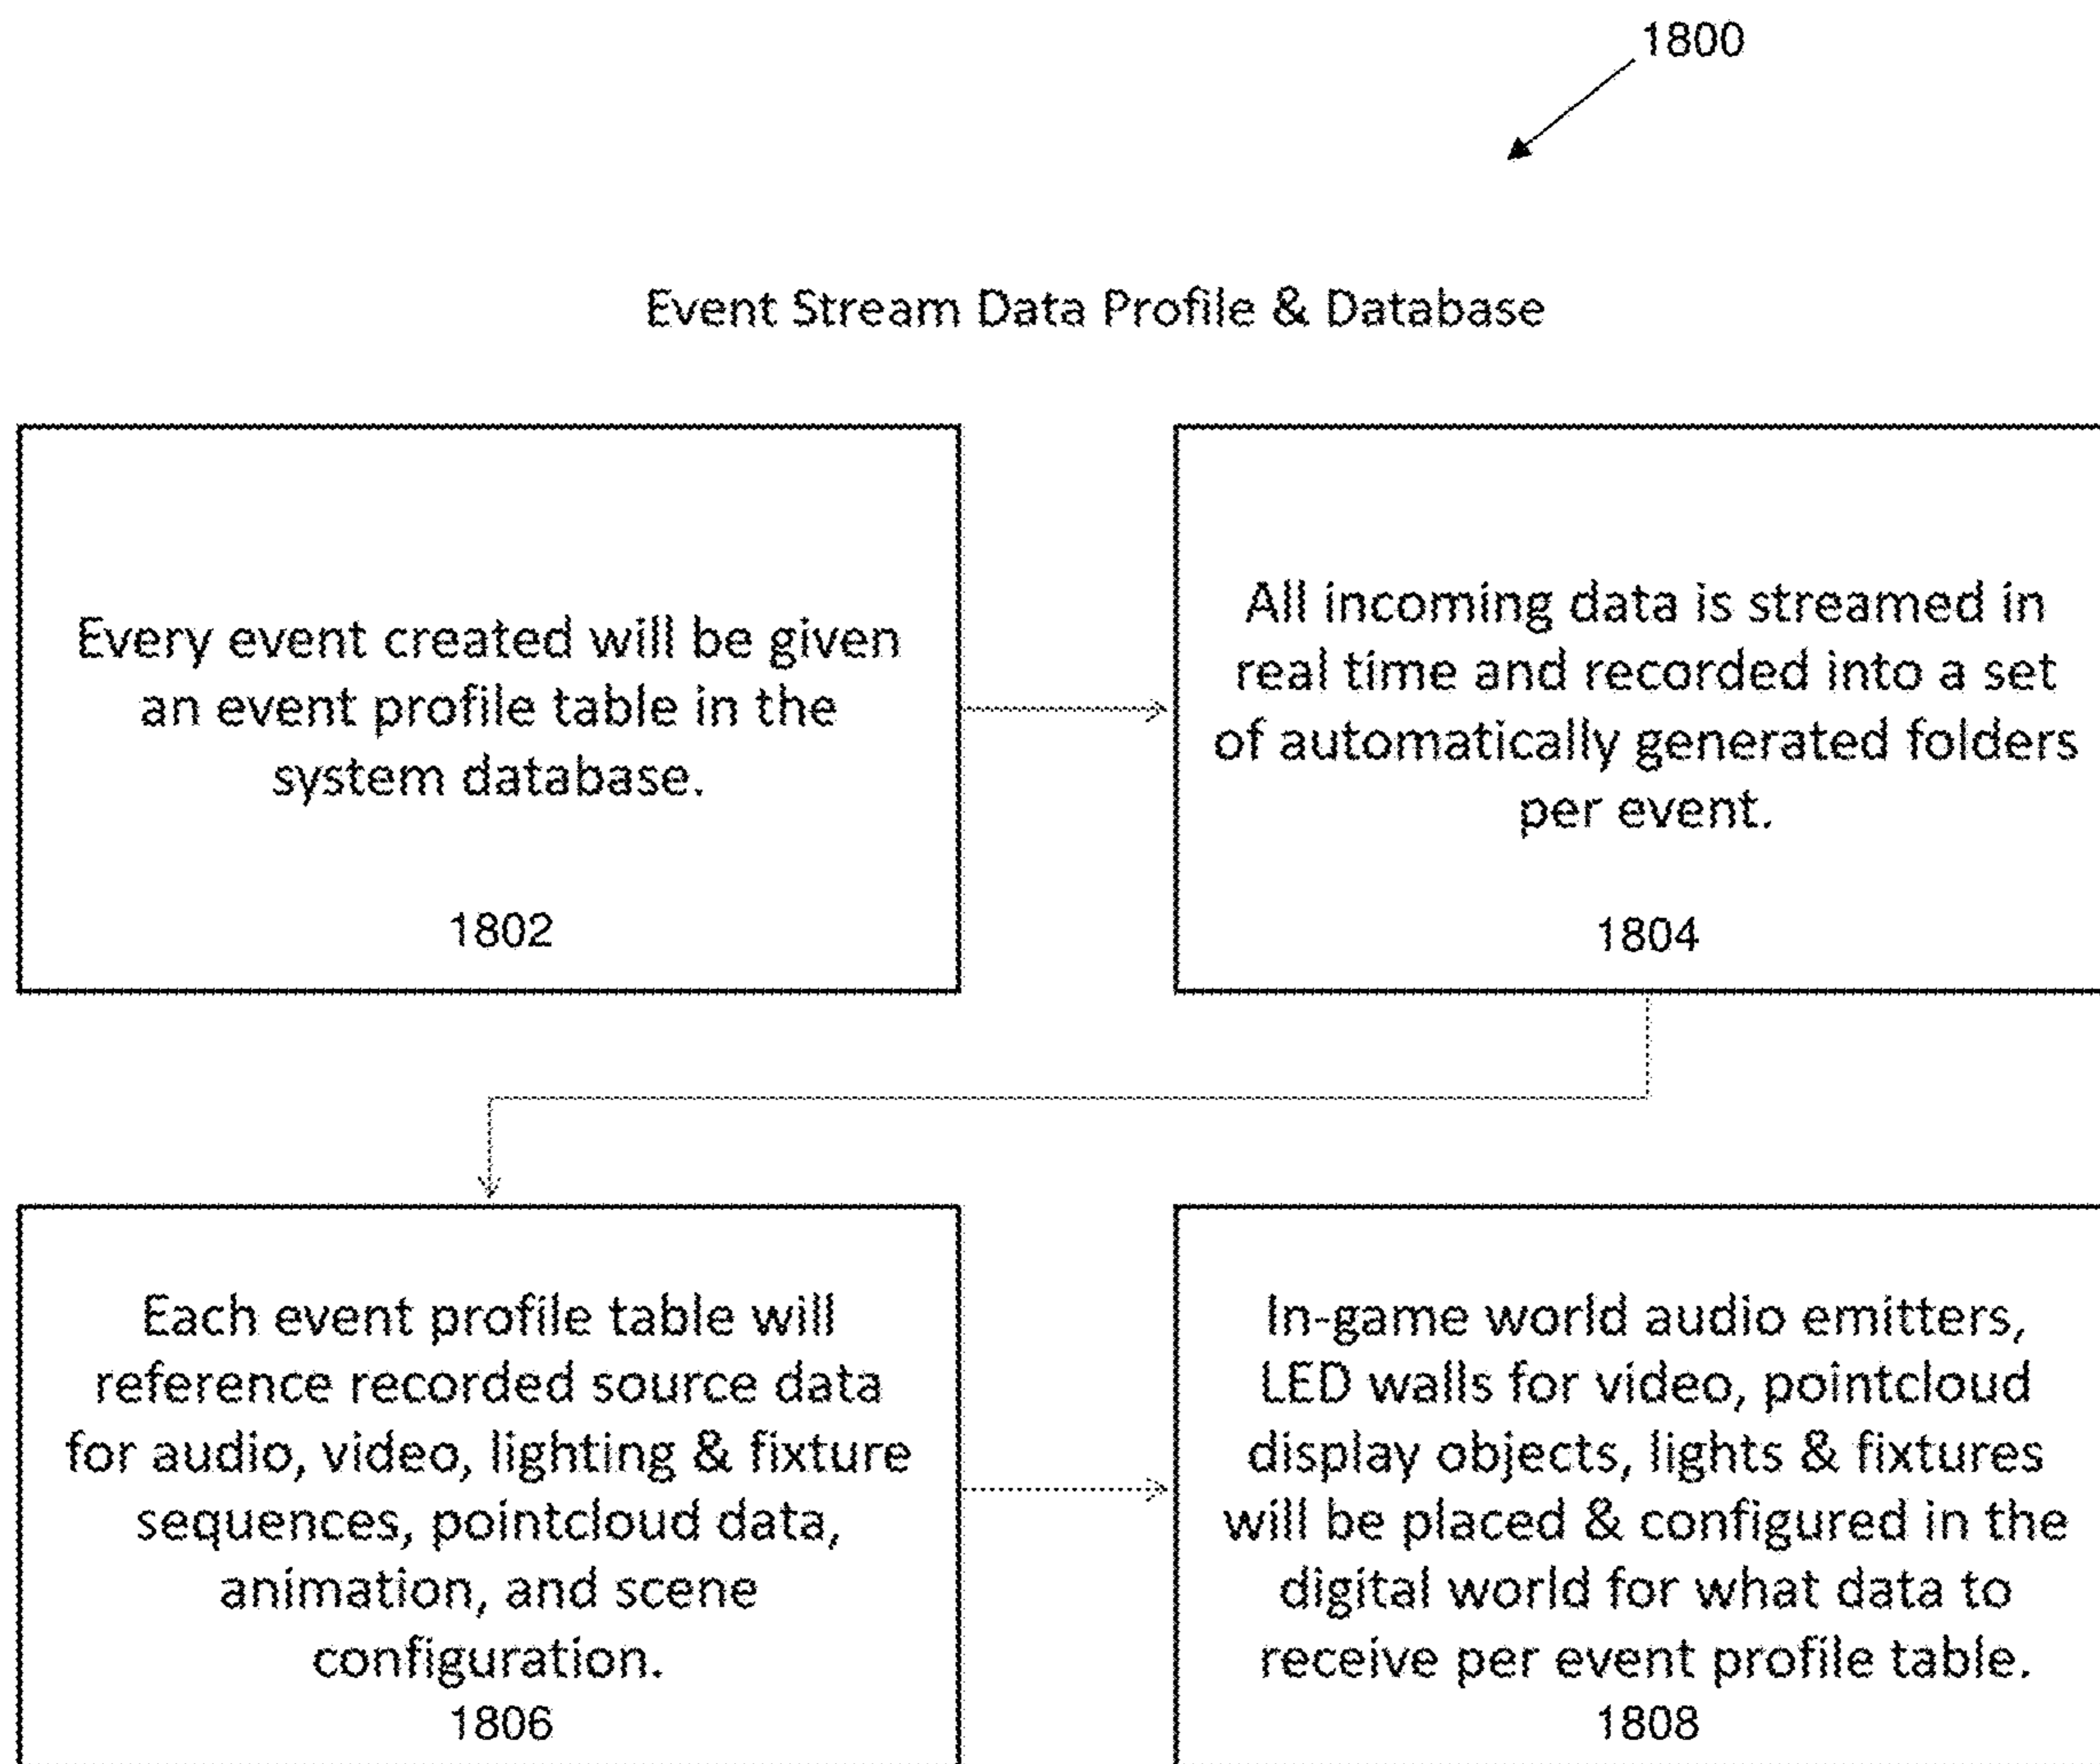 1800
Event Stream Data Profile & Database
Every event created will be given
an event profile table in the
system database.
1802
All incoming data is streamed in
real time and recorded into a set
of automatically generated folders
per event.
1804
Each event profile table will
reference recorded source data
for audio, video, lighting & fixture
sequences, pointcloud data,
animation, and scene
configuration.
1806
In-game world audio emitters,
LED walls for video, pointcloud
display objects, lights & fixtures
will be placed & configured in the
digital world for what data to
receive per event profile table.
1808